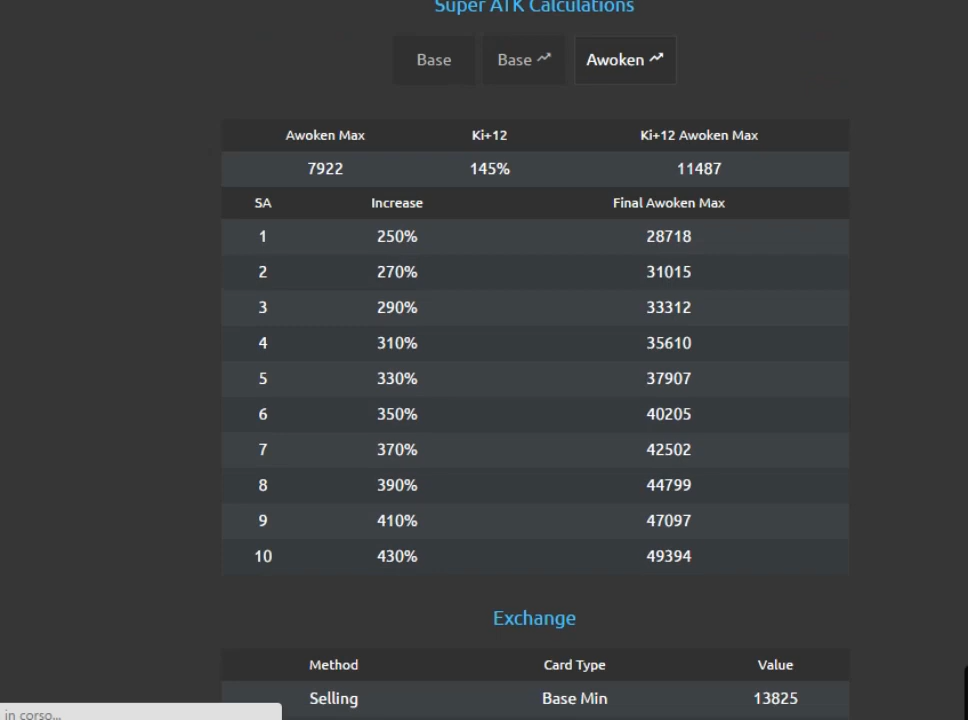 Super ATK Calculations
Base Base Awoken
Awoken Max Ki+12 Ki+12 Awoken Max
7922 145% 11487
SA Increase Final Awoken Max
1 250% 28718
2 270% 31015
3 290% 33312
4 310% 35610
5 330% 37907
6 350% 40205
7 370% 42502
8 390% 44799
9 410% 47097
10 430% 49394
Exchange
Method Card Type Value
Selling Base Min 13825
in corso...